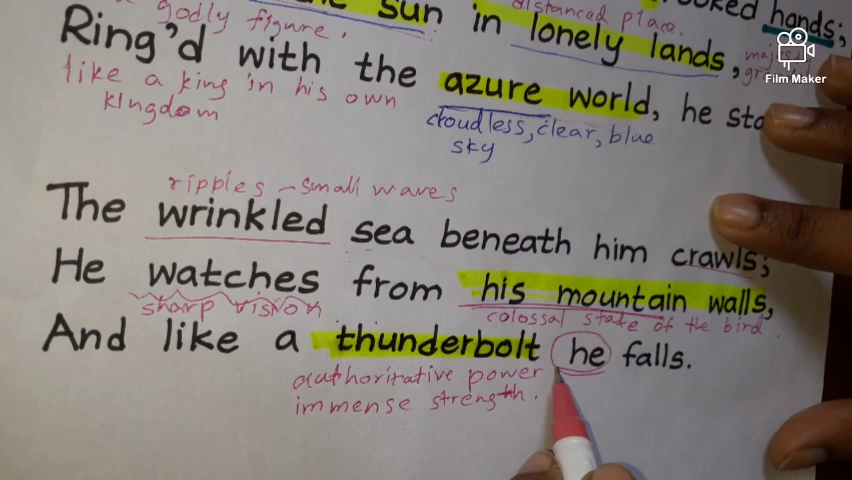 godly figure.
sun in lonely lands,
distanced place.
hands;
Film Maker
Ring'd with the azure world, he
like a king in his own
kingdom
cloudless, clear, blue
sky
ripples - small waves
The wrinkled sea beneath him crawls;
He watches from his mountain walls,
sharp vision
colossal state of the bird
And like a thunderbolt he falls.
authoritative power
immense strength.